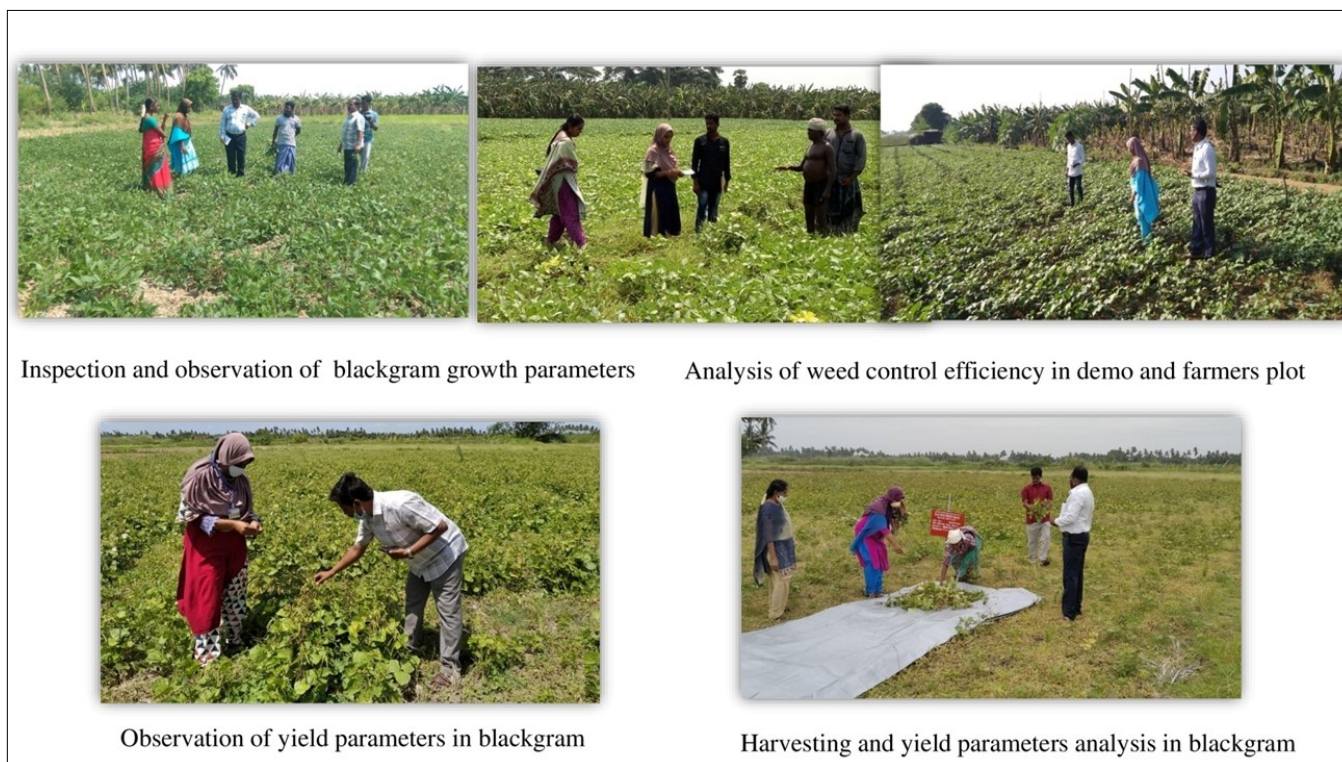 Inspection and observation of blackgram growth parameters
Analysis of weed control efficiency in demo and farmers plot
Observation of yield parameters in blackgram
Harvesting and yield parameters analysis in blackgram